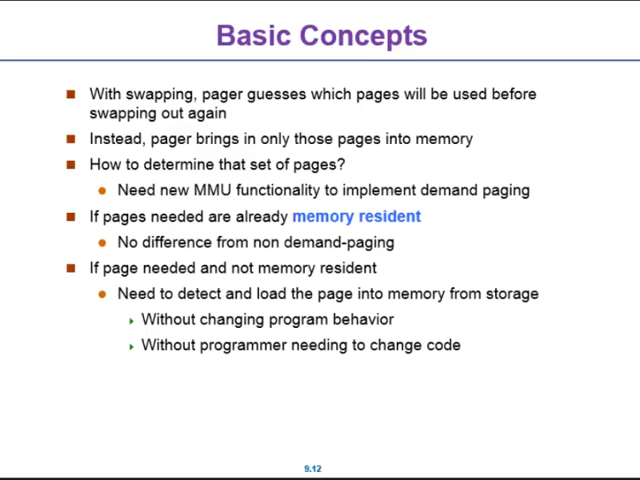 Basic Concepts
With swapping, pager guesses which pages will be used before
swapping out again
Instead, pager brings in only those pages into memory
How to determine that set of pages?
Need new MMU functionality to implement demand paging
If pages needed are already memory resident
No difference from non demand-paging
If page needed and not memory resident
Need to detect and load the page into memory from storage
Without changing program behavior
Without programmer needing to change code
9.12